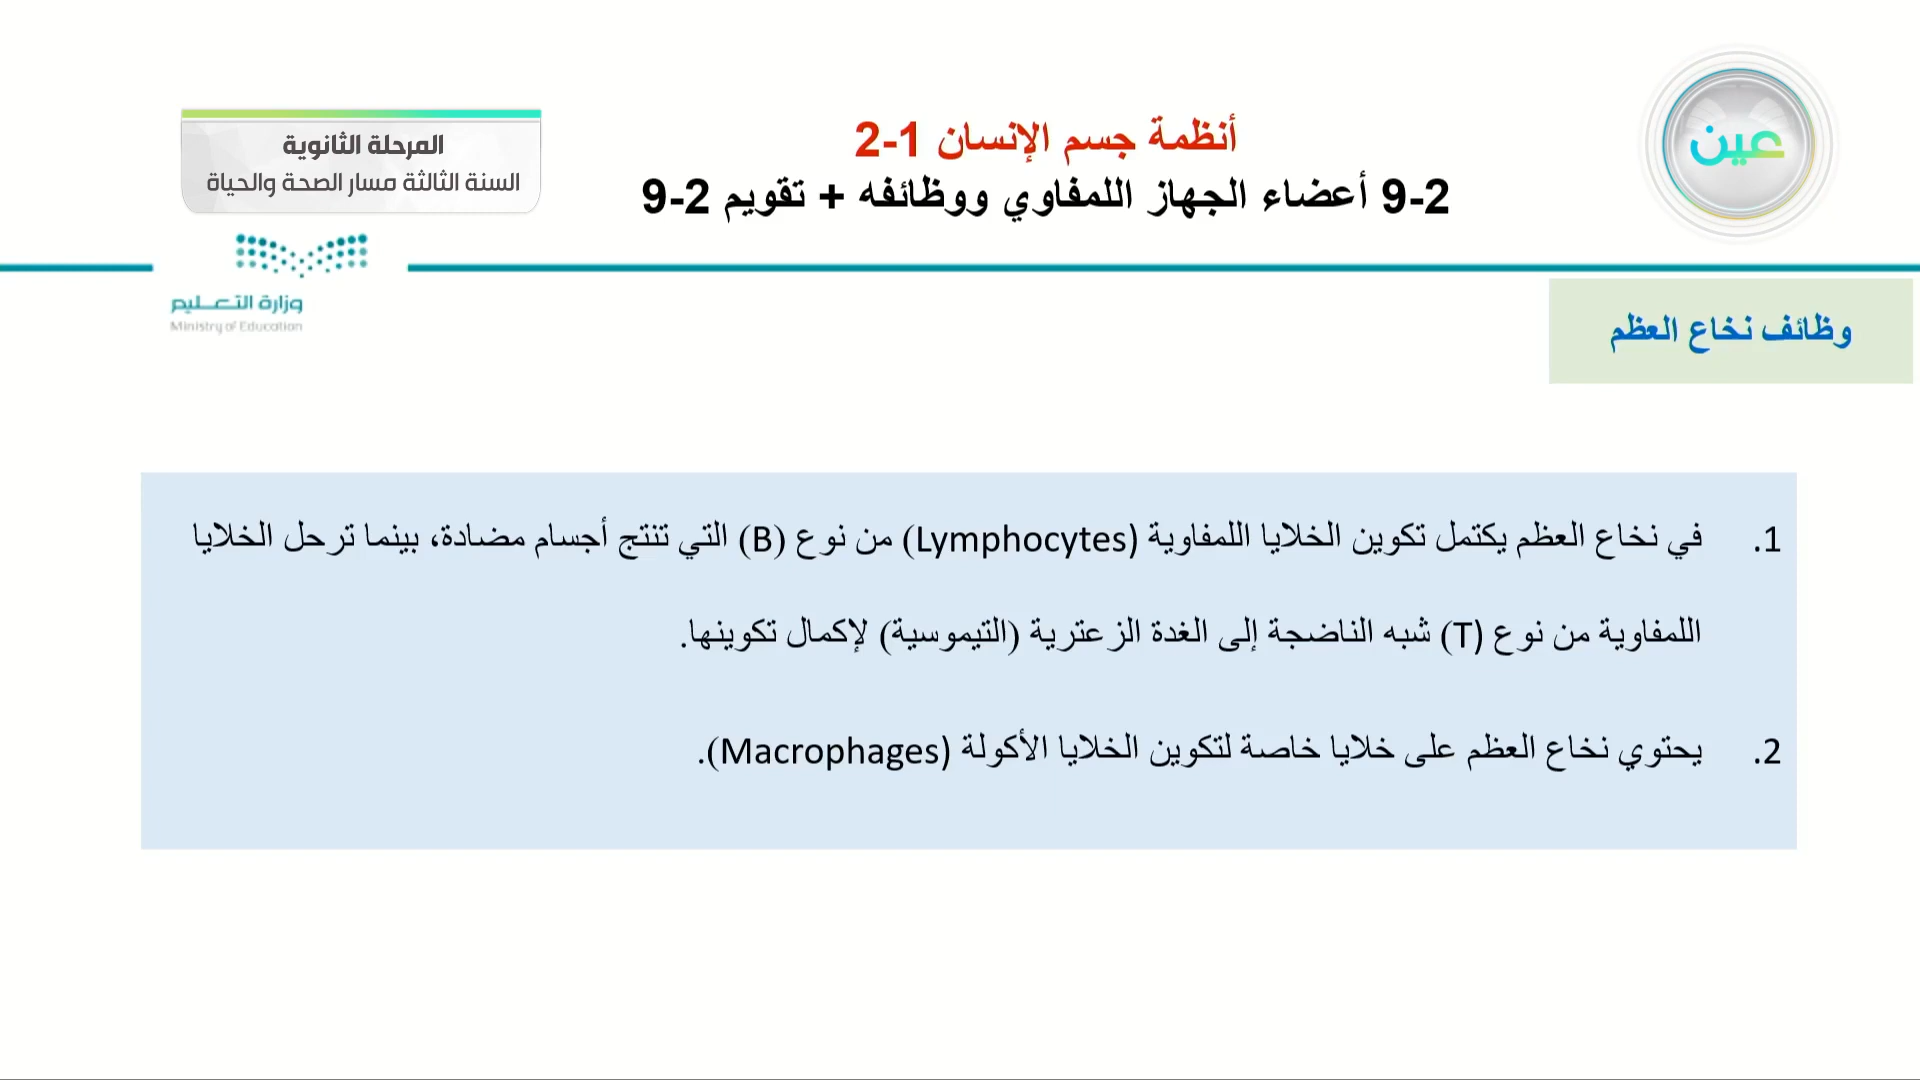 عين
أنظمة جسم الإنسان 1-2
9-2 أعضاء الجهاز اللمفاوي ووظائفه + تقويم 2-9
المرحلة الثانوية
السنة الثالثة مسار الصحة والحياة
وزارة التعليم
Ministry of Education
وظائف نخاع العظم
1. في نخاع العظم يكتمل تكوين الخلايا اللمفاوية (Lymphocytes) من نوع (B) التي تنتج أجسام مضادة، بينما ترحل الخلايا
اللمفاوية من نوع (T) شبه الناضجة إلى الغدة الزعترية (التيموسية) لإكمال تكوينها.
2. يحتوي نخاع العظم على خلايا خاصة لتكوين الخلايا الأكولة (Macrophages).